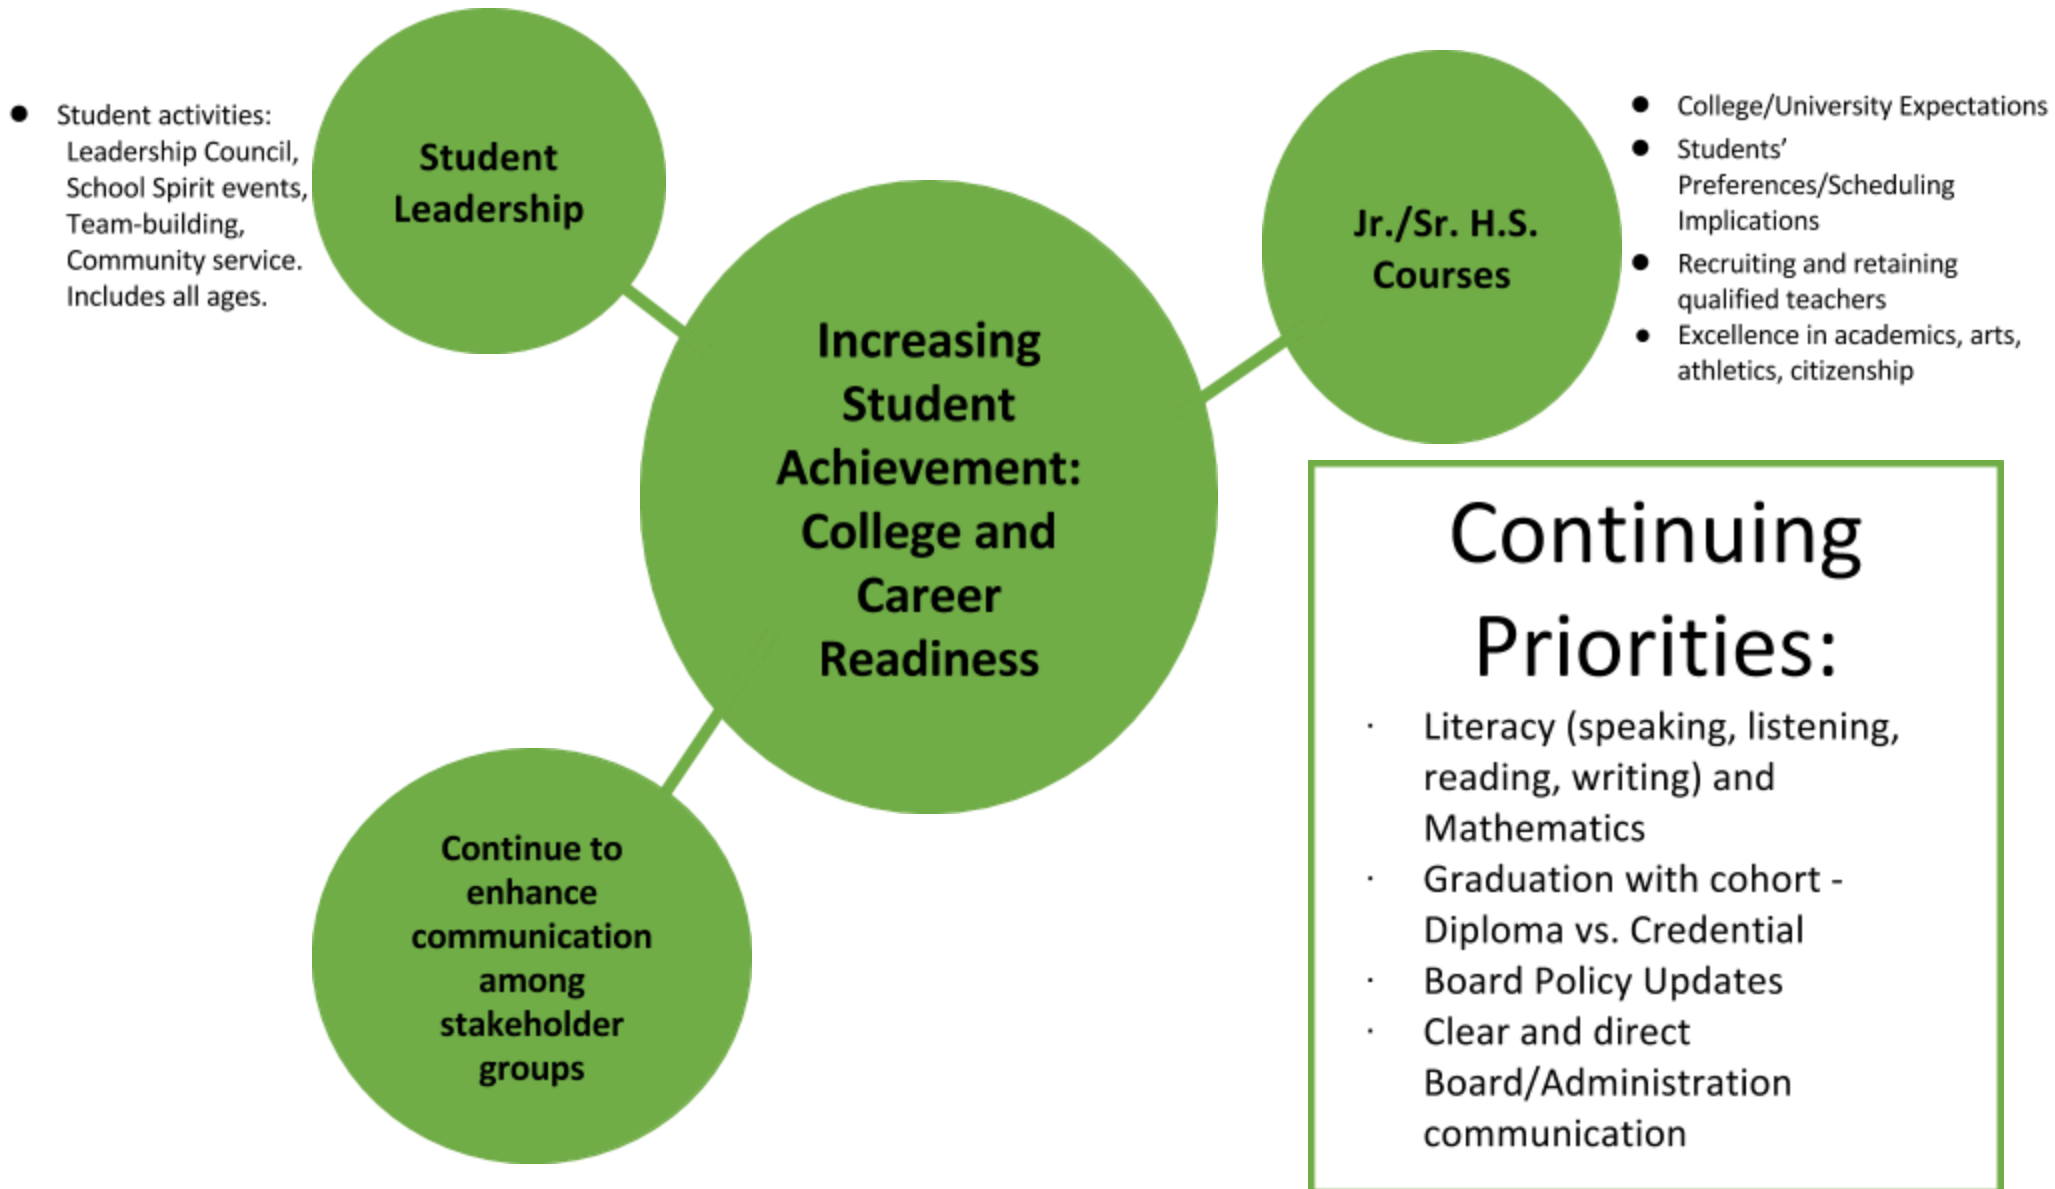 ● Student activities:
Leadership Council,
School Spirit events,
Team-building,
Community service.
Includes all ages.
Student
Leadership
Increasing
Student
Achievement:
College and
Career
Readiness
Jr./Sr. H.S.
Courses
● College/University Expectations
● Students’
Preferences/Scheduling
Implications
● Recruiting and retaining
qualified teachers
● Excellence in academics, arts,
athletics, citizenship
Continue to
enhance
communication
among
stakeholder
groups
Continuing
Priorities:
· Literacy (speaking, listening,
reading, writing) and
Mathematics
· Graduation with cohort -
Diploma vs. Credential
· Board Policy Updates
· Clear and direct
Board/Administration
communication